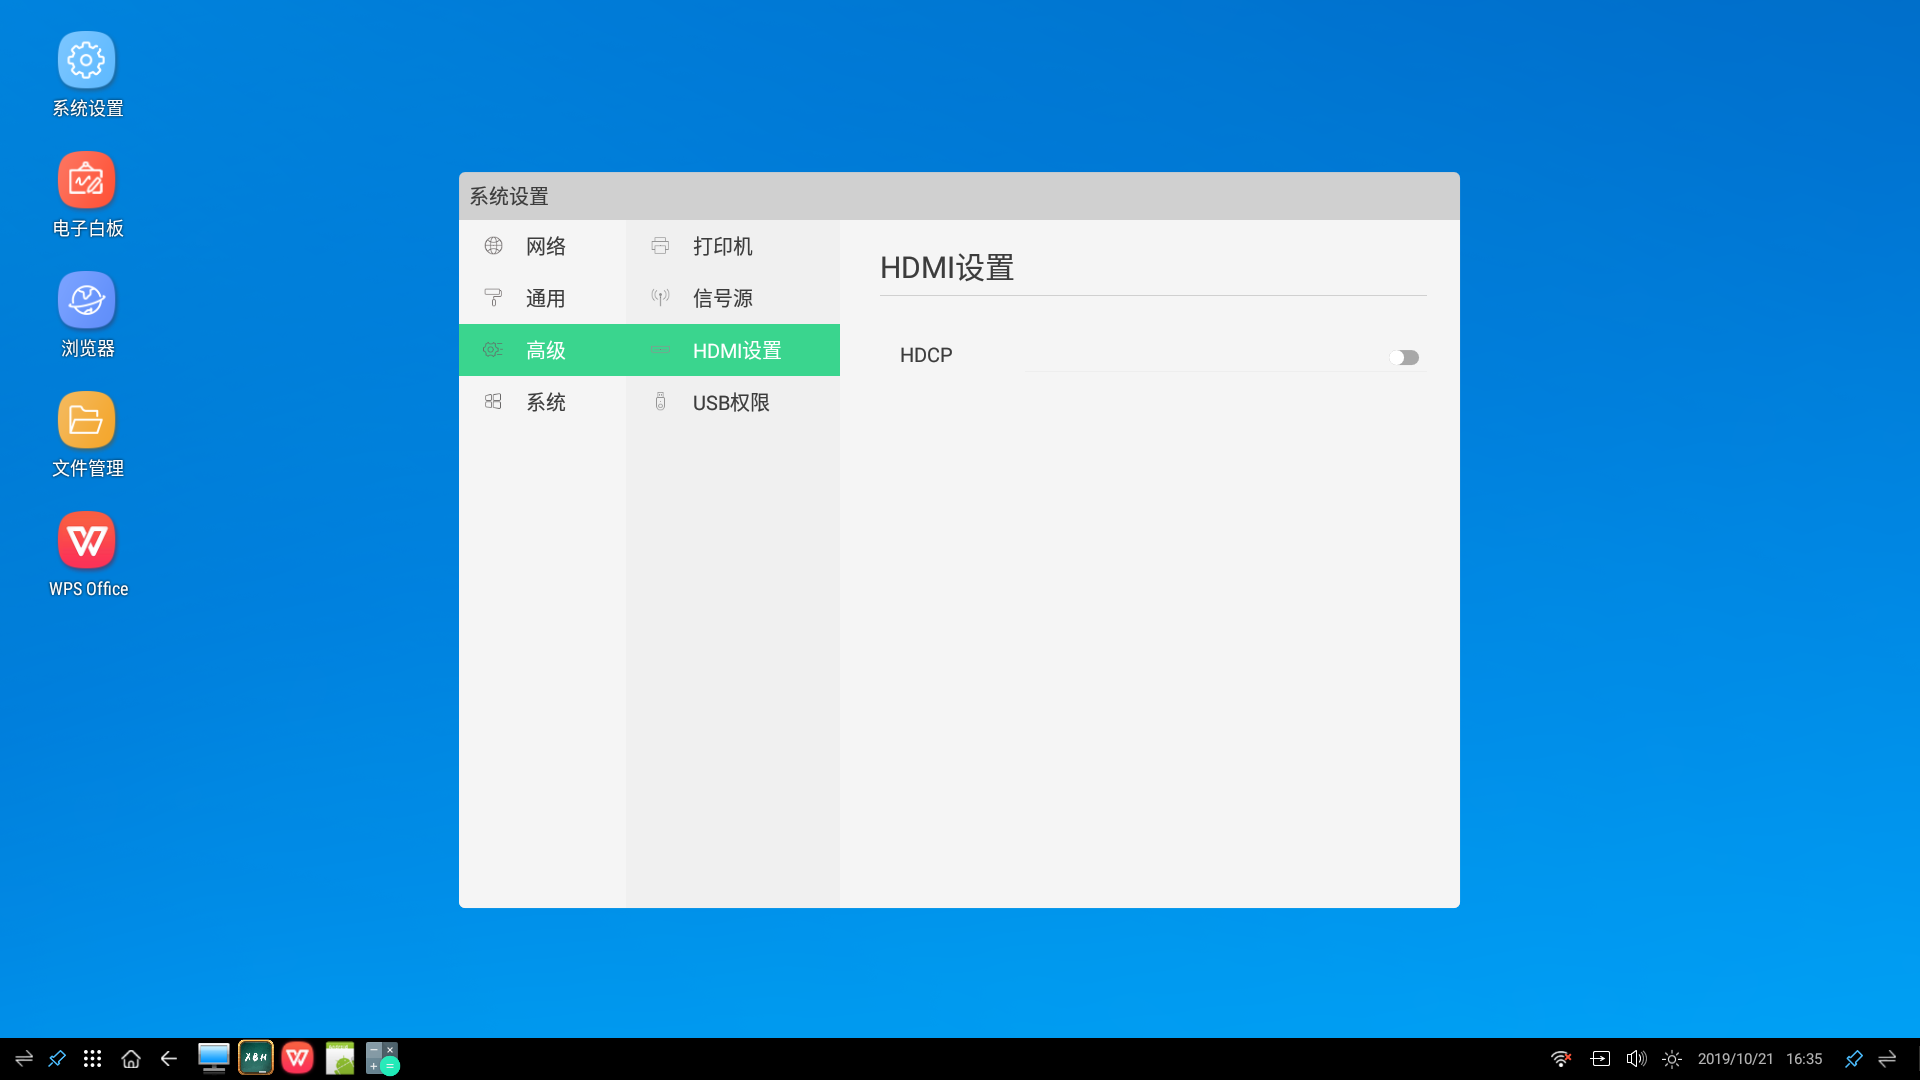 系统设置
电子白板
浏览器
文件管理
WPS Office
系统设置
网络
通用
高级
系统
打印机
信号源
HDMI设置
USB权限
HDMI设置
HDCP
XBH
2019/10/21 16:35